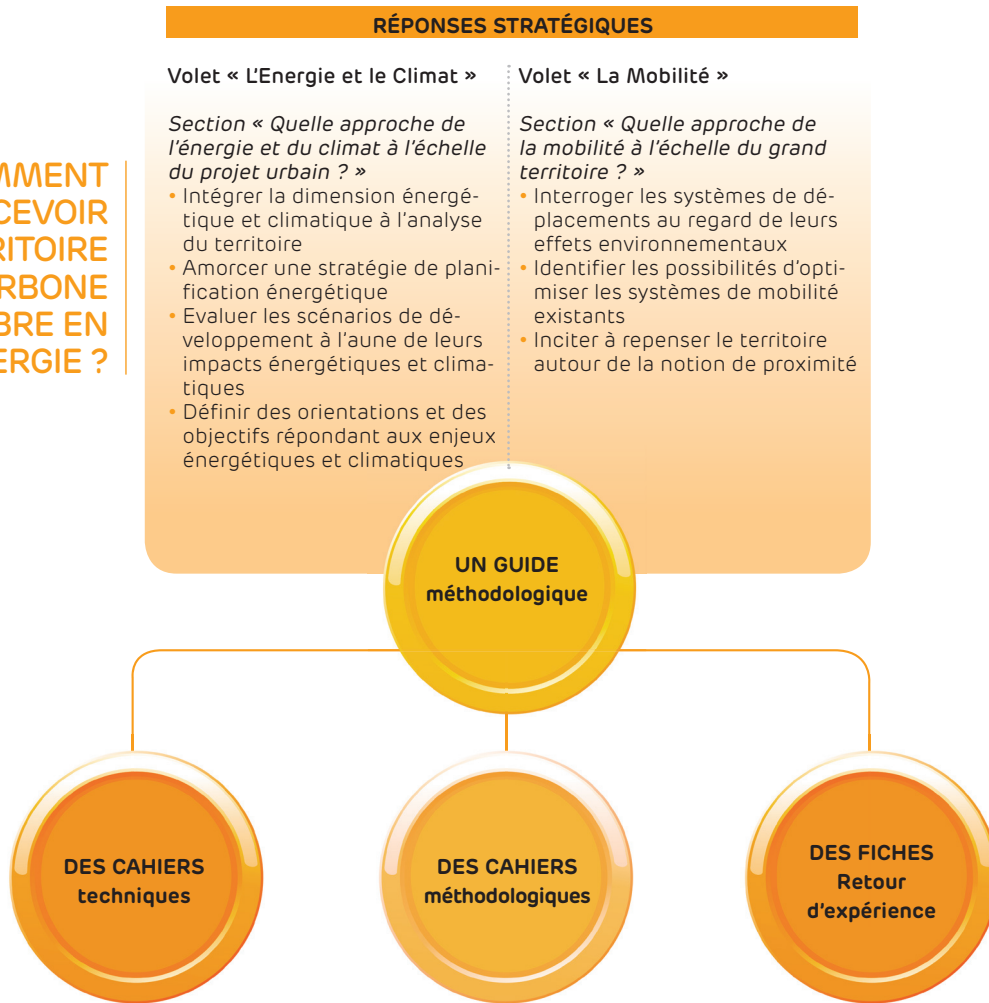 RÉPONSES STRATÉGIQUES
MMENT
CEVOIR
RITOIRE
RBONE
BRE EN
ERGIE ?
Volet « L'Energie et le Climat »
Section « Quelle approche de
l'énergie et du climat à l'échelle
du projet urbain ? »
• Intégrer la dimension énergé-
tique et climatique à l'analyse
du territoire
• Amorcer une stratégie de plani-
fication énergétique
• Evaluer les scénarios de dé-
veloppement à l'aune de leurs
impacts énergétiques et clima-
tiques
• Définir des orientations et des
objectifs répondant aux enjeux
énergétiques et climatiques
Volet « La Mobilité »
Section « Quelle approche de
la mobilité à l'échelle du grand
territoire ? »
• Interroger les systèmes de dé-
placements au regard de leurs
effets environnementaux
• Identifier les possibilités d'opti-
miser les systèmes de mobilité
existants
• Inciter à repenser le territoire
autour de la notion de proximité
UN GUIDE
méthodologique
DES CAHIERS
techniques
DES CAHIERS
méthodologiques
DES FICHES
Retour
d'expérience